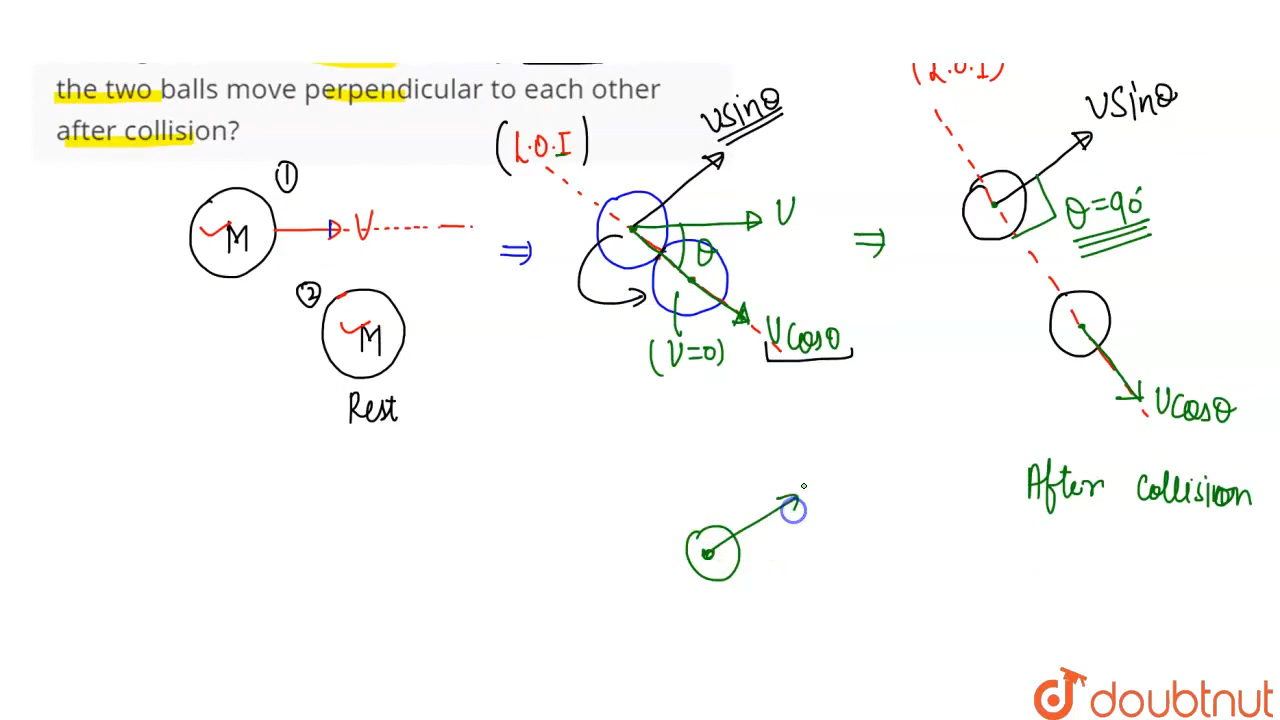 the two balls move perpendicular to each other
after collision?
(L.O.I)
Vsinθ
(L.O.I)
VSinθ
①
M
V
V
θ
θ=90°
②
M
Rest
(V=0)
Vcosθ
Vcosθ
After Collision
doubtnut